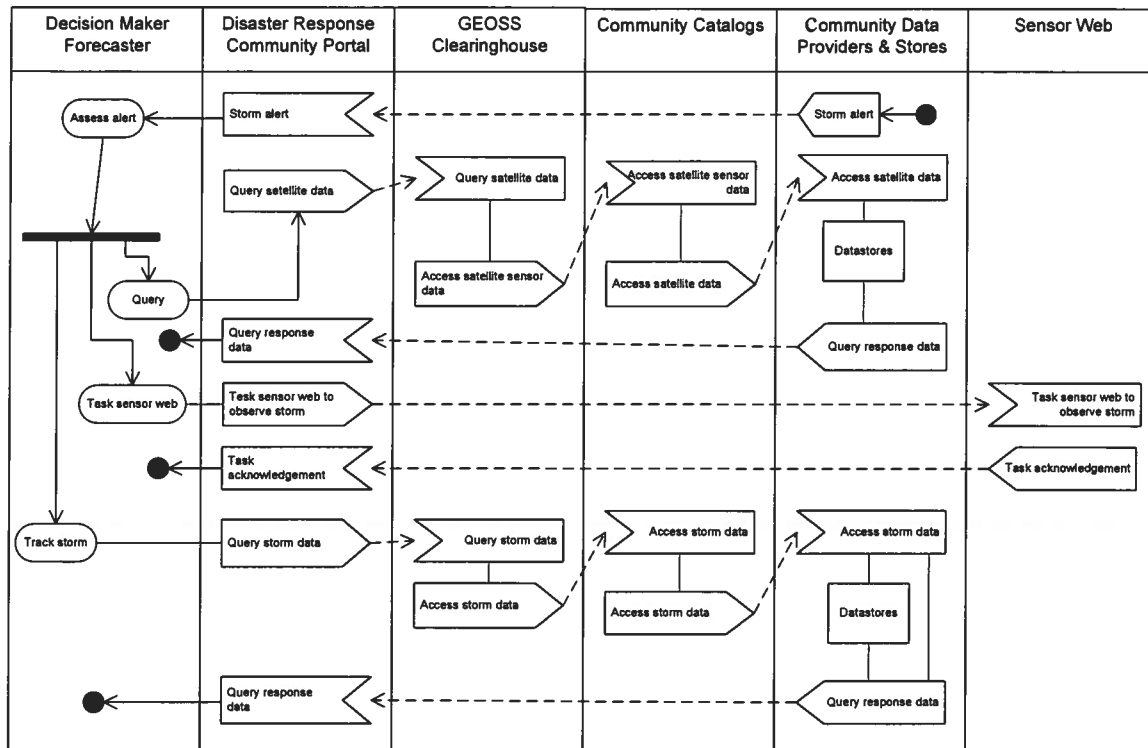 Decision Maker
Forecaster
Disaster Response
Community Portal
GEOSS
Clearinghouse
Community Catalogs
Community Data
Providers & Stores
Sensor Web
Assess alert
Storm alert
Storm alert
Query satellite data
Query satellite data
Access satellite sensor
data
Access satellite data
Datastores
Query
Access satellite sensor
data
Access satellite data
Query response
data
Query response data
Task sensor web
Task sensor web to
observe storm
Task sensor web to
observe storm
Task
acknowledgement
Task acknowledgement
Track storm
Query storm data
Query storm data
Access storm data
Access storm data
Access storm data
Access storm data
Datastores
Query response
data
Query response data